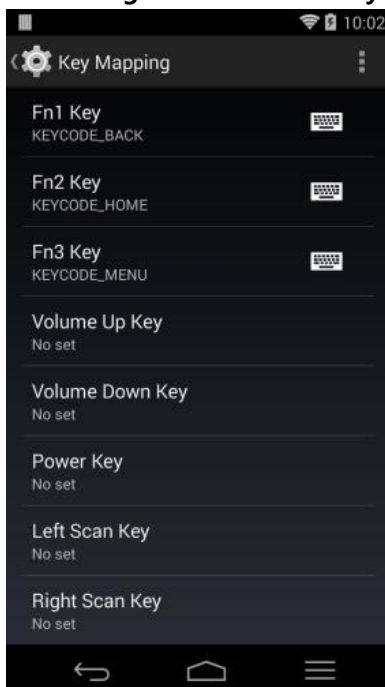 10:02
Key Mapping
Fn1 Key
KEYCODE_BACK
Fn2 Key
KEYCODE_HOME
Fn3 Key
KEYCODE_MENU
Volume Up Key
No set
Volume Down Key
No set
Power Key
No set
Left Scan Key
No set
Right Scan Key
No set